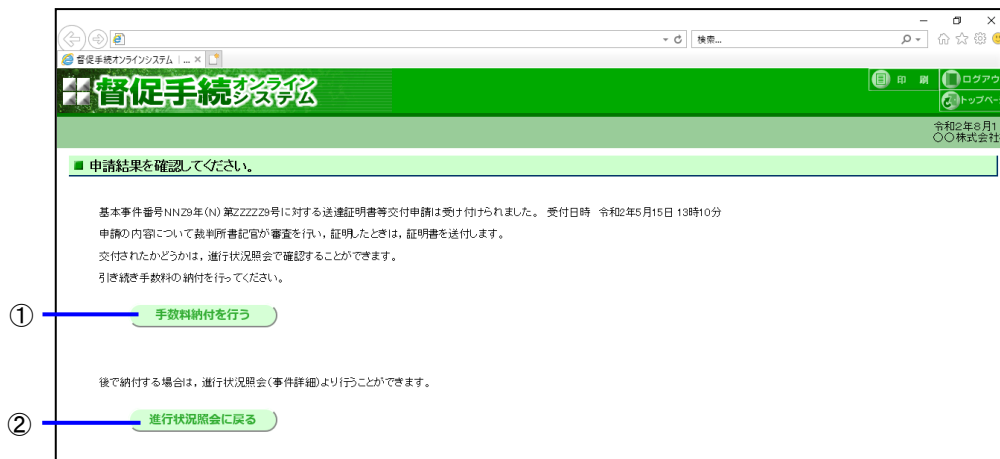 検索...
督促手続オンラインシステム | ...
督促手続オンラインシステム
印 刷
ログアウ
トップペー
令和2年8月1
○○株式会社
■ 申請結果を確認してください。
基本事件番号NNZ9年(N)第ZZZZZ9号に対する送達証明書等交付申請は受け付けられました。 受付日時 令和2年5月15日 13時10分
申請の内容について裁判所書記官が審査を行い，証明したときは，証明書を送付します。
交付されたかどうかは，進行状況照会で確認することができます。
引き続き手数料の納付を行ってください。
① 手数料納付を行う
後で納付する場合は，進行状況照会(事件詳細)より行うことができます。
② 進行状況照会に戻る